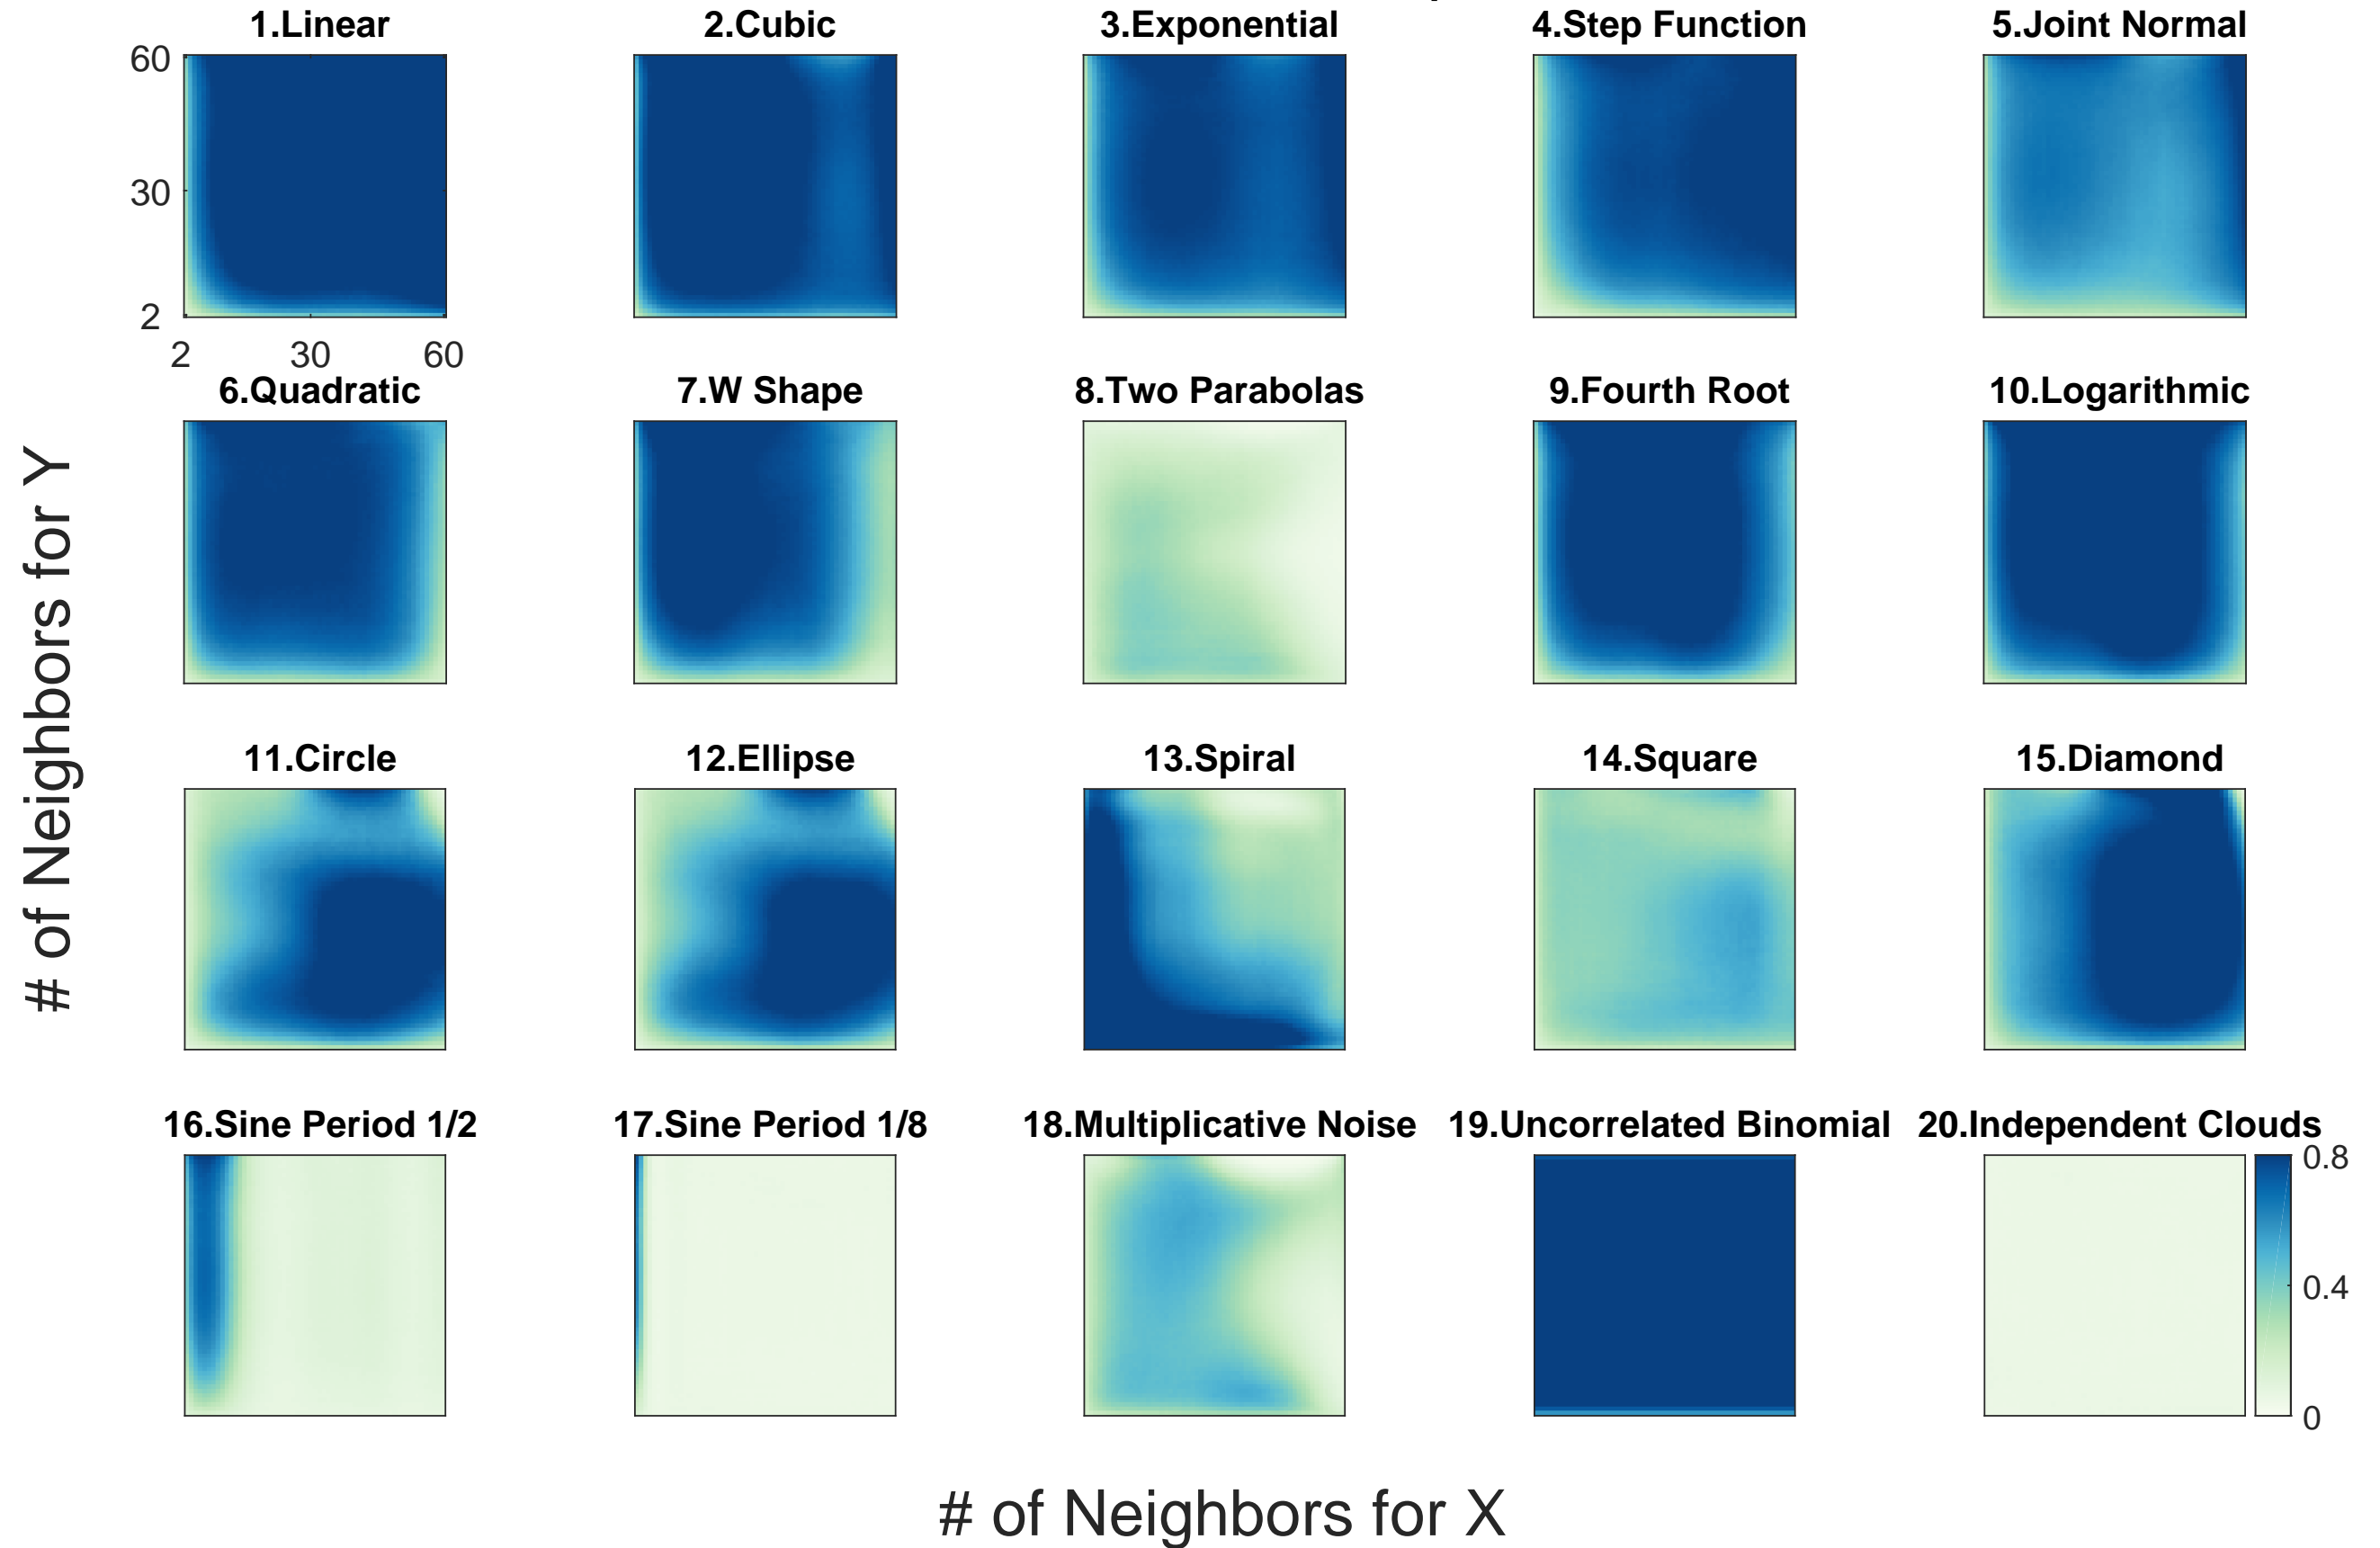 1.Linear
2.Cubic
3.Exponential
4.Step Function
5.Joint Normal
60
30
2
2 30 60
6.Quadratic
7.W Shape
8.Two Parabolas
9.Fourth Root
10.Logarithmic
# of Neighbors for Y
11.Circle
12.Ellipse
13.Spiral
14.Square
15.Diamond
16.Sine Period 1/2
17.Sine Period 1/8
18.Multiplicative Noise
19.Uncorrelated Binomial
20.Independent Clouds
0.8
0.4
0
# of Neighbors for X